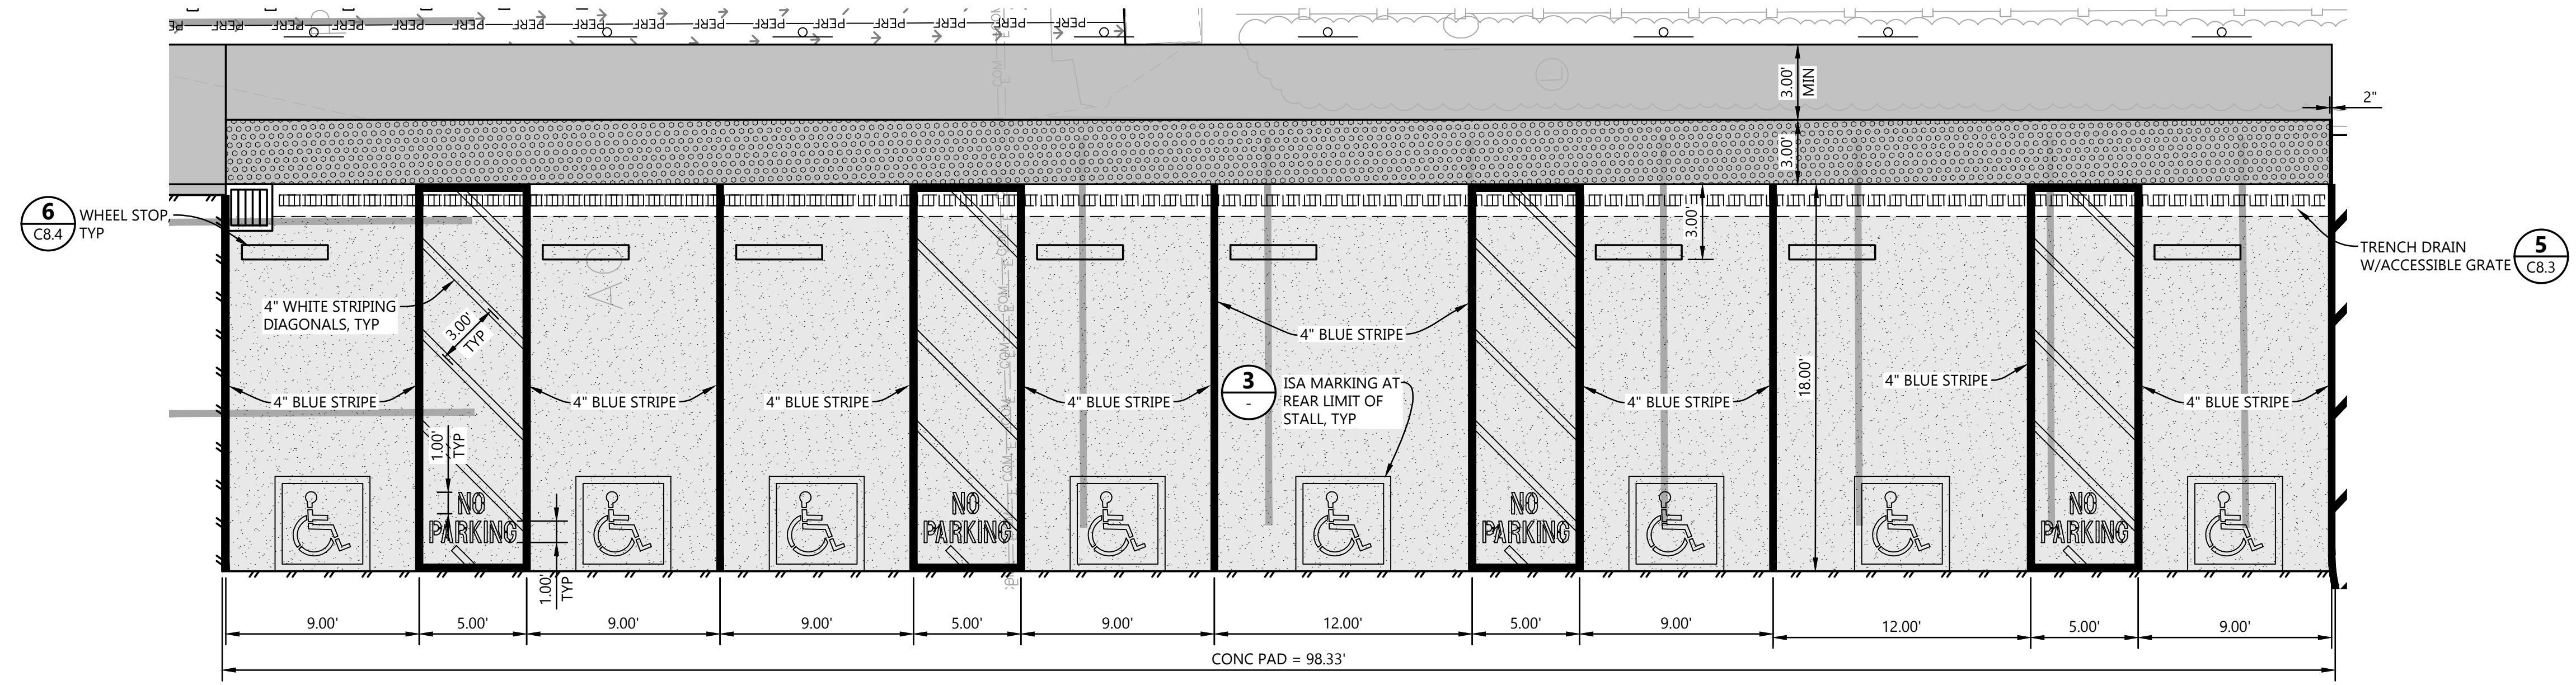 PERF PERF PERF PERF PERF PERF PERF PERF PERF PERF PERF PERF PERF PERF PERF
COM
E
L
3.00'
MIN
2"
3.00'
6
C8.4
WHEEL STOP,
TYP
3.00'
TRENCH DRAIN
W/ACCESSIBLE GRATE
5
C8.3
AC
4" WHITE STRIPING
DIAGONALS, TYP
3.00'
TYP
4" BLUE STRIPE
18.00'
3
-
ISA MARKING AT
REAR LIMIT OF
STALL, TYP
4" BLUE STRIPE
4" BLUE STRIPE
4" BLUE STRIPE
4" BLUE STRIPE
4" BLUE STRIPE
4" BLUE STRIPE
4" BLUE STRIPE
4" BLUE STRIPE
1.00'
TYP
NO
PARKING
NO
PARKING
NO
PARKING
NO
PARKING
1.00'
TYP
9.00' 5.00' 9.00' 9.00' 5.00' 9.00' 12.00' 5.00' 9.00' 12.00' 5.00' 9.00'
CONC PAD = 98.33'